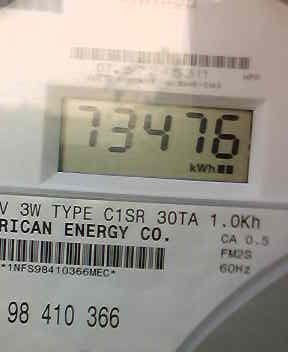 73476
kWh
V 3W TYPE C1SR 30TA 1.0Kh
RICAN ENERGY CO.
CA 0.5
FM2S
60Hz
*1NFS98410366MEC*
98 410 366